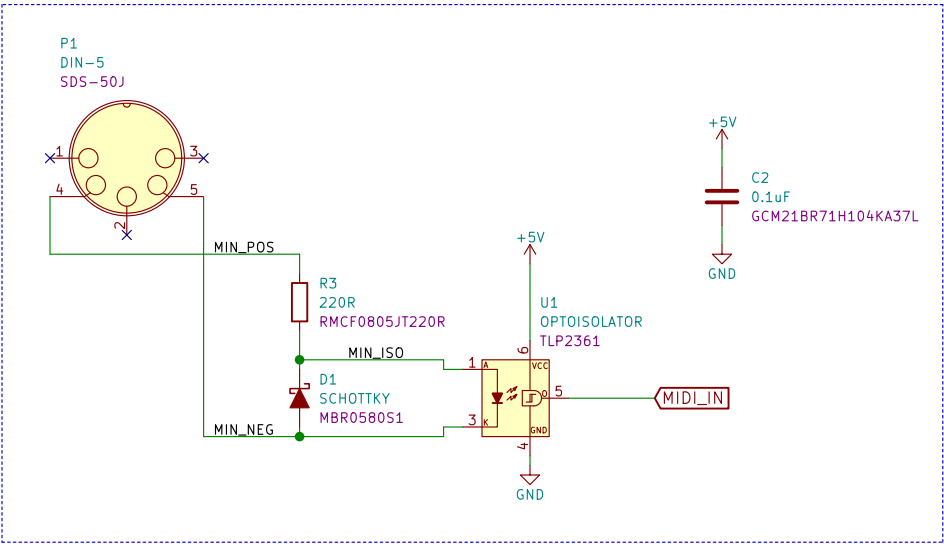 P1
DIN-5
SDS-50J
1
3
4
5
2
MIN_POS
R3
220R
RMCF0805JT220R
MIN_ISO
D1
SCHOTTKY
MBR0580S1
MIN_NEG
+5V
U1
OPTOISOLATOR
TLP2361
6
1
A
VCC
O
5
3
K
GND
4
GND
MIDI_IN
+5V
C2
0.1uF
GCM21BR71H104KA37L
GND